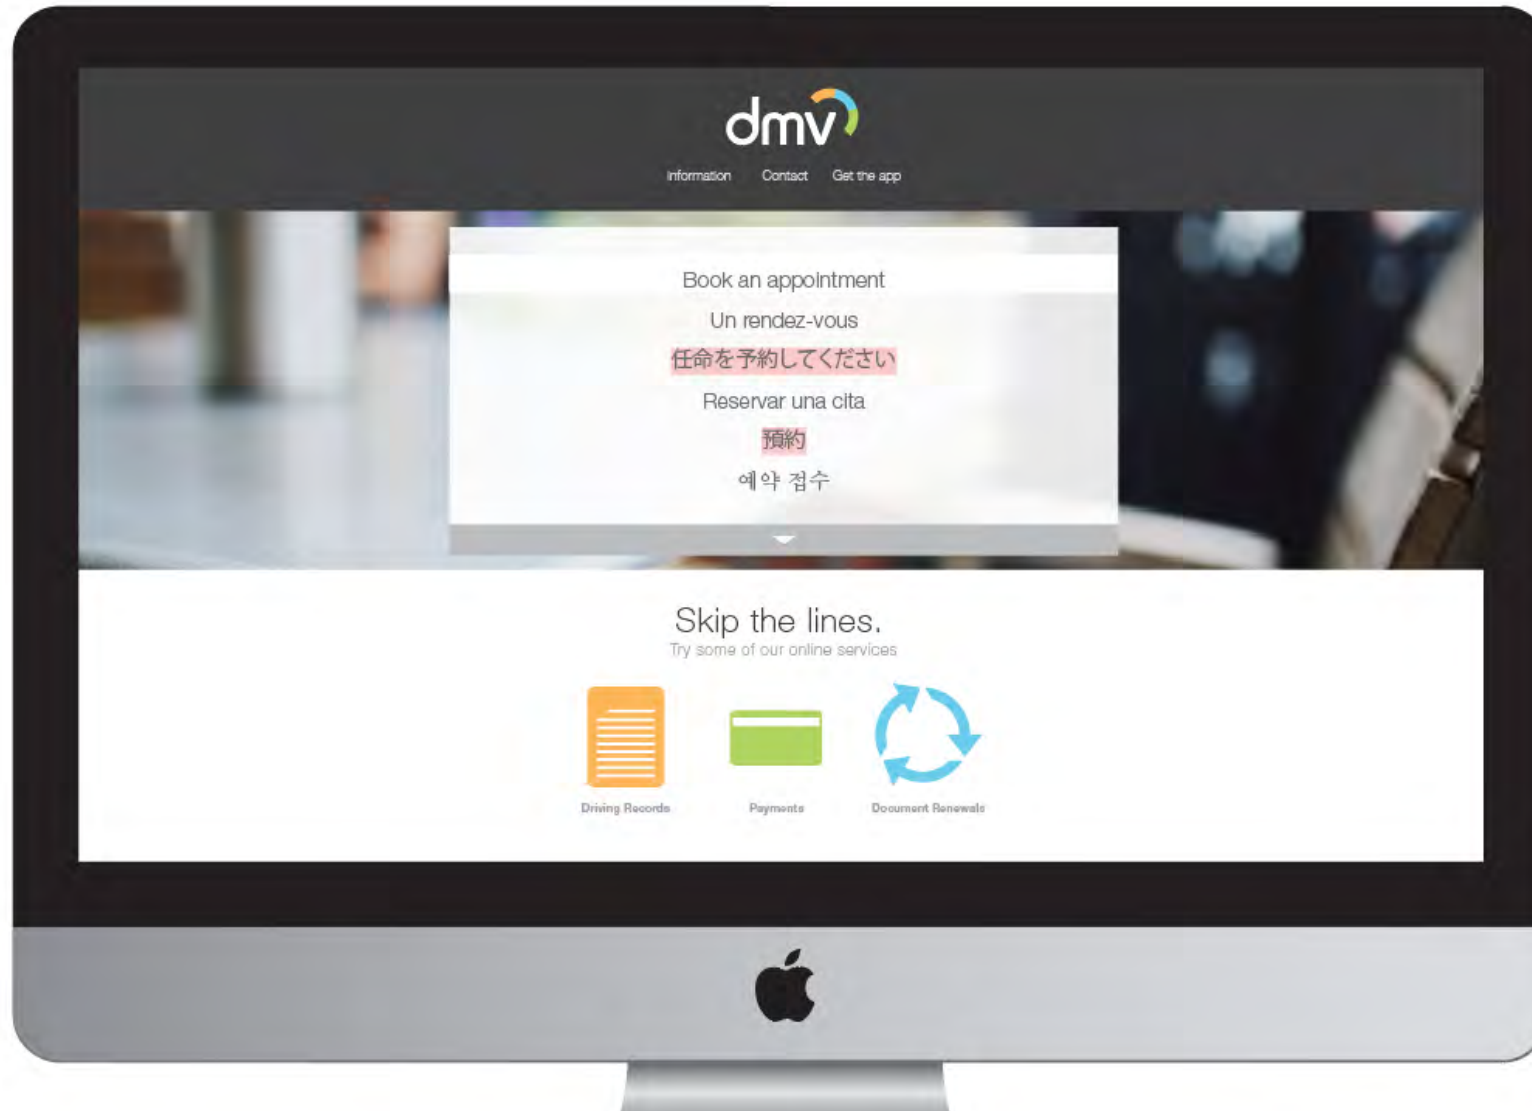 dmv
Information Contact Get the app
Book an appointment
Un rendez-vous
任命を予約してください
Reservar una cita
預約
예약 접수
Skip the lines.
Try some of our online services
Driving Records Payments Document Renewals